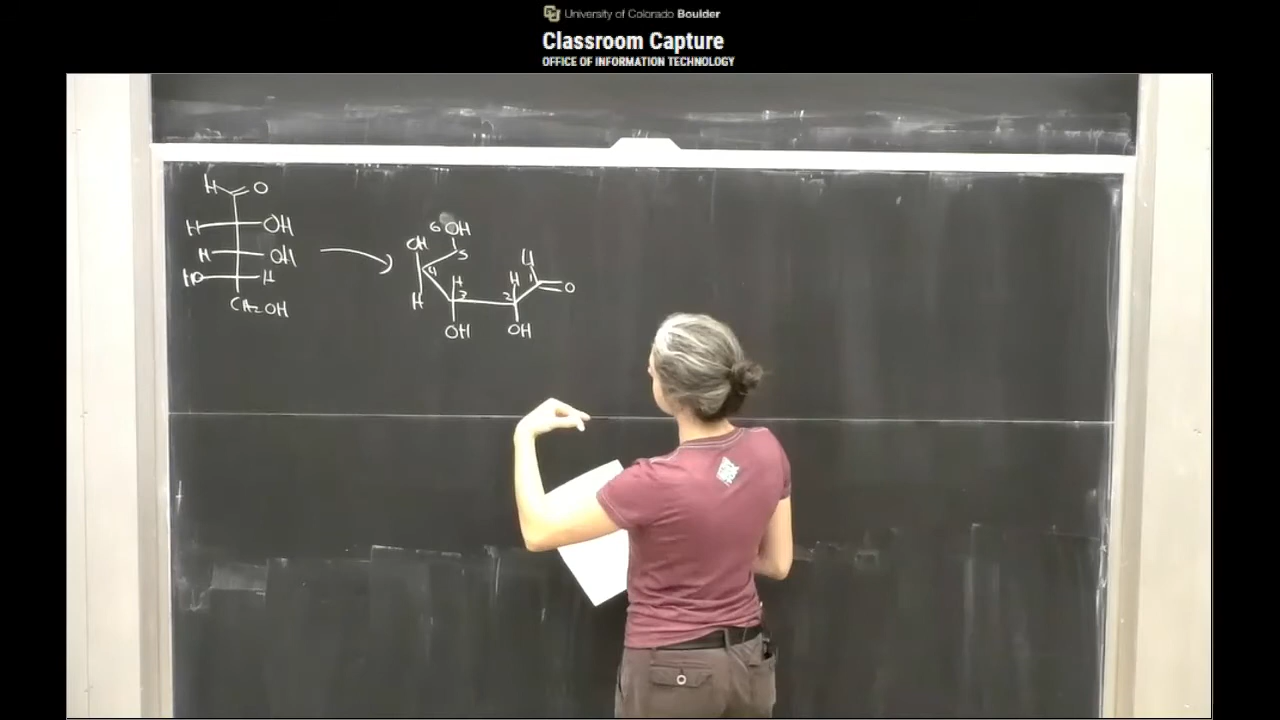 University of Colorado Boulder
Classroom Capture
OFFICE OF INFORMATION TECHNOLOGY
H O
H OH
H OH
HO H
CH2OH
6 OH
OH 5
4 H 3 H 2 H 1 O
H
OH OH